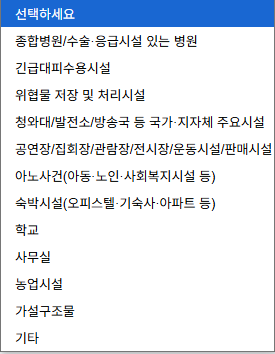 선택하세요
종합병원/수술·응급시설 있는 병원
긴급대피수용시설
위협물 저장 및 처리시설
청와대/발전소/방송국 등 국가·지자체 주요시설
공연장/집회장/관람장/전시장/운동시설/판매시설
아노사건(아동·노인·사회복지시설 등)
숙박시설(오피스텔·기숙사·아파트 등)
학교
사무실
농업시설
가설구조물
기타